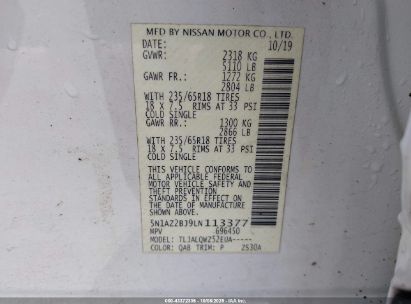 MFD BY NISSAN MOTOR CO., LTD.
DATE: 10/19
GVWR: 2318 KG
5110 LB
GAWR FR.: 1272 KG
2804 LB
WITH 235/65R18 TIRES
18 x 7.5 RIMS AT 33 PSI
COLD SINGLE
GAWR RR.: 1300 KG
2866 LB
WITH 235/65R18 TIRES
18 x 7.5 RIMS AT 33 PSI
COLD SINGLE
THIS VEHICLE CONFORMS TO
ALL APPLICABLE FEDERAL
MOTOR VEHICLE SAFETY AND
THEFT PREVENTION STANDARDS
IN EFFECT ON THE DATE OF
MANUFACTURE SHOWN ABOVE.
5N1AZ2BJ9LN113377
MPV 696450
MODEL: TLJALQWZ52EUA-----
COLOR: QAB TRIM: P ZS30A